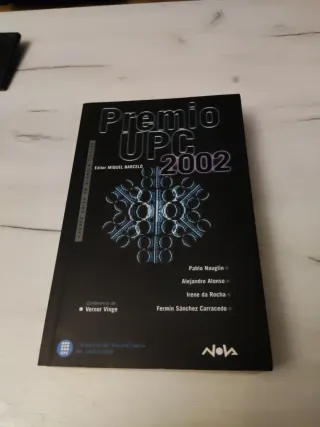 Premio
UPC
2002
Editor MIQUEL BARCELÓ
Pablo Nauglin
Alejandro Alonso
Irene da Rocha
Fermín Sánchez Carracedo
Conferencia de
Vernor Vinge
NOVA